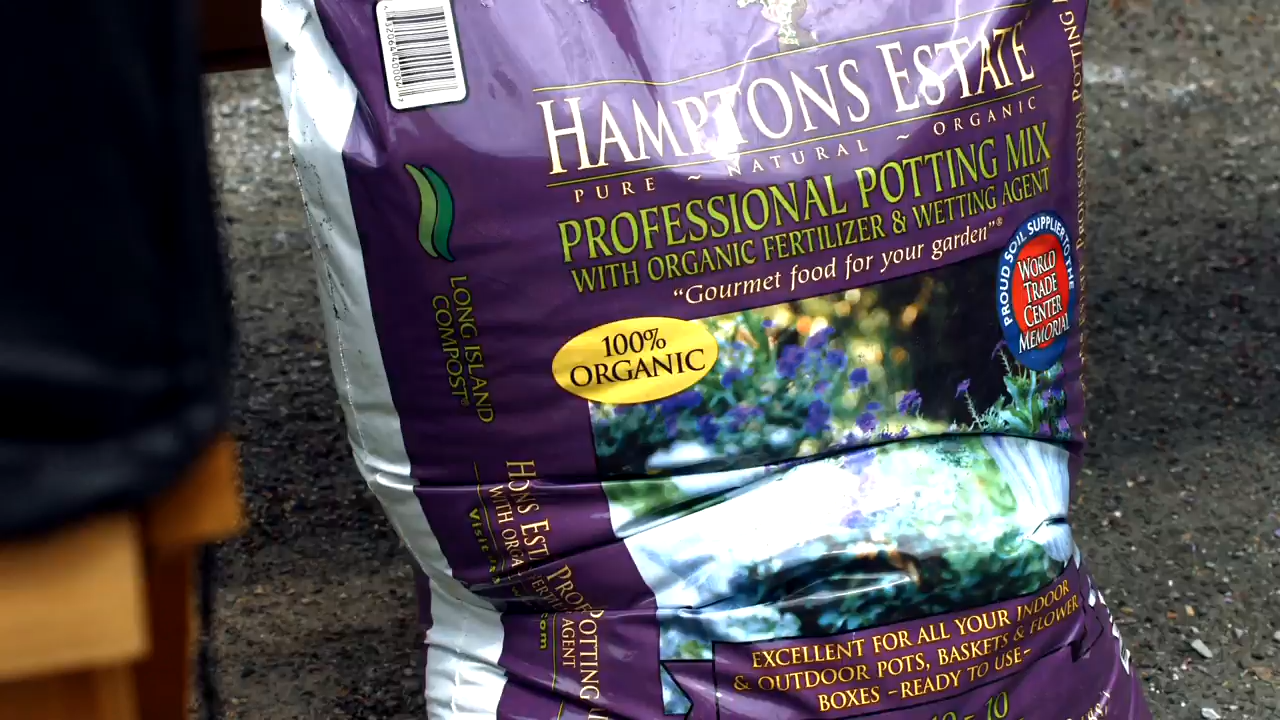 HAMPTONS ESTATE
PURE ~ NATURAL ~ ORGANIC
PROFESSIONAL POTTING MIX
WITH ORGANIC FERTILIZER & WETTING AGENT
"Gourmet food for your garden"®
PROUD SOIL SUPPLIER TO THE
WORLD
TRADE
CENTER
MEMORIAL
100%
ORGANIC
LONG ISLAND
COMPOST®
EXCELLENT FOR ALL YOUR INDOOR
& OUTDOOR POTS, BASKETS & FLOWER
BOXES - READY TO USE -
PROFESSIONAL POTTING